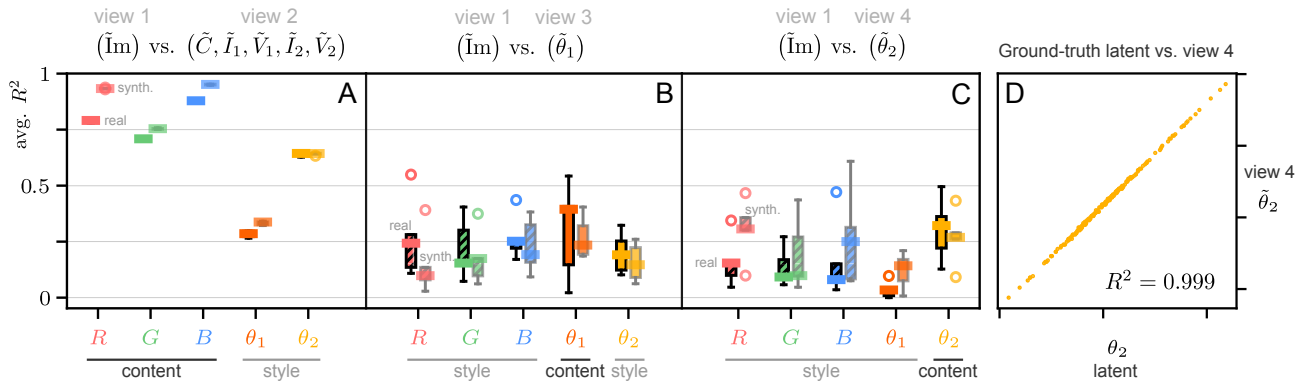 view 1 view 2
(Ĩm) vs. (C̃, Ĩ₁, Ṽ₁, Ĩ₂, Ṽ₂)
view 1 view 3
(Ĩm) vs. (θ̃₁)
view 1 view 4
(Ĩm) vs. (θ̃₂)
Ground-truth latent vs. view 4
avg. R²
1
0.5
0
A
synth.
real
R G B θ₁ θ₂
content style
B
real
synth.
R G B θ₁ θ₂
style content style
C
synth.
real
R G B θ₁ θ₂
style content
D
R² = 0.999
view 4
θ̃₂
θ₂
latent